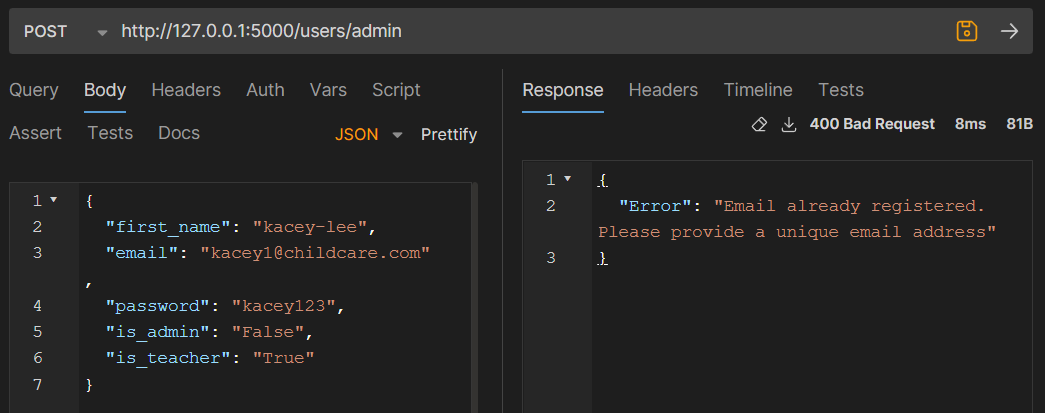 POST http://127.0.0.1:5000/users/admin
Query Body Headers Auth Vars Script
Assert Tests Docs JSON Prettify
1 {
2 "first_name": "kacey-lee",
3 "email": "kacey1@childcare.com"
,
4 "password": "kacey123",
5 "is_admin": "False",
6 "is_teacher": "True"
7 }
Response Headers Timeline Tests
400 Bad Request 8ms 81B
1 {
2 "Error": "Email already registered.
Please provide a unique email address"
3 }